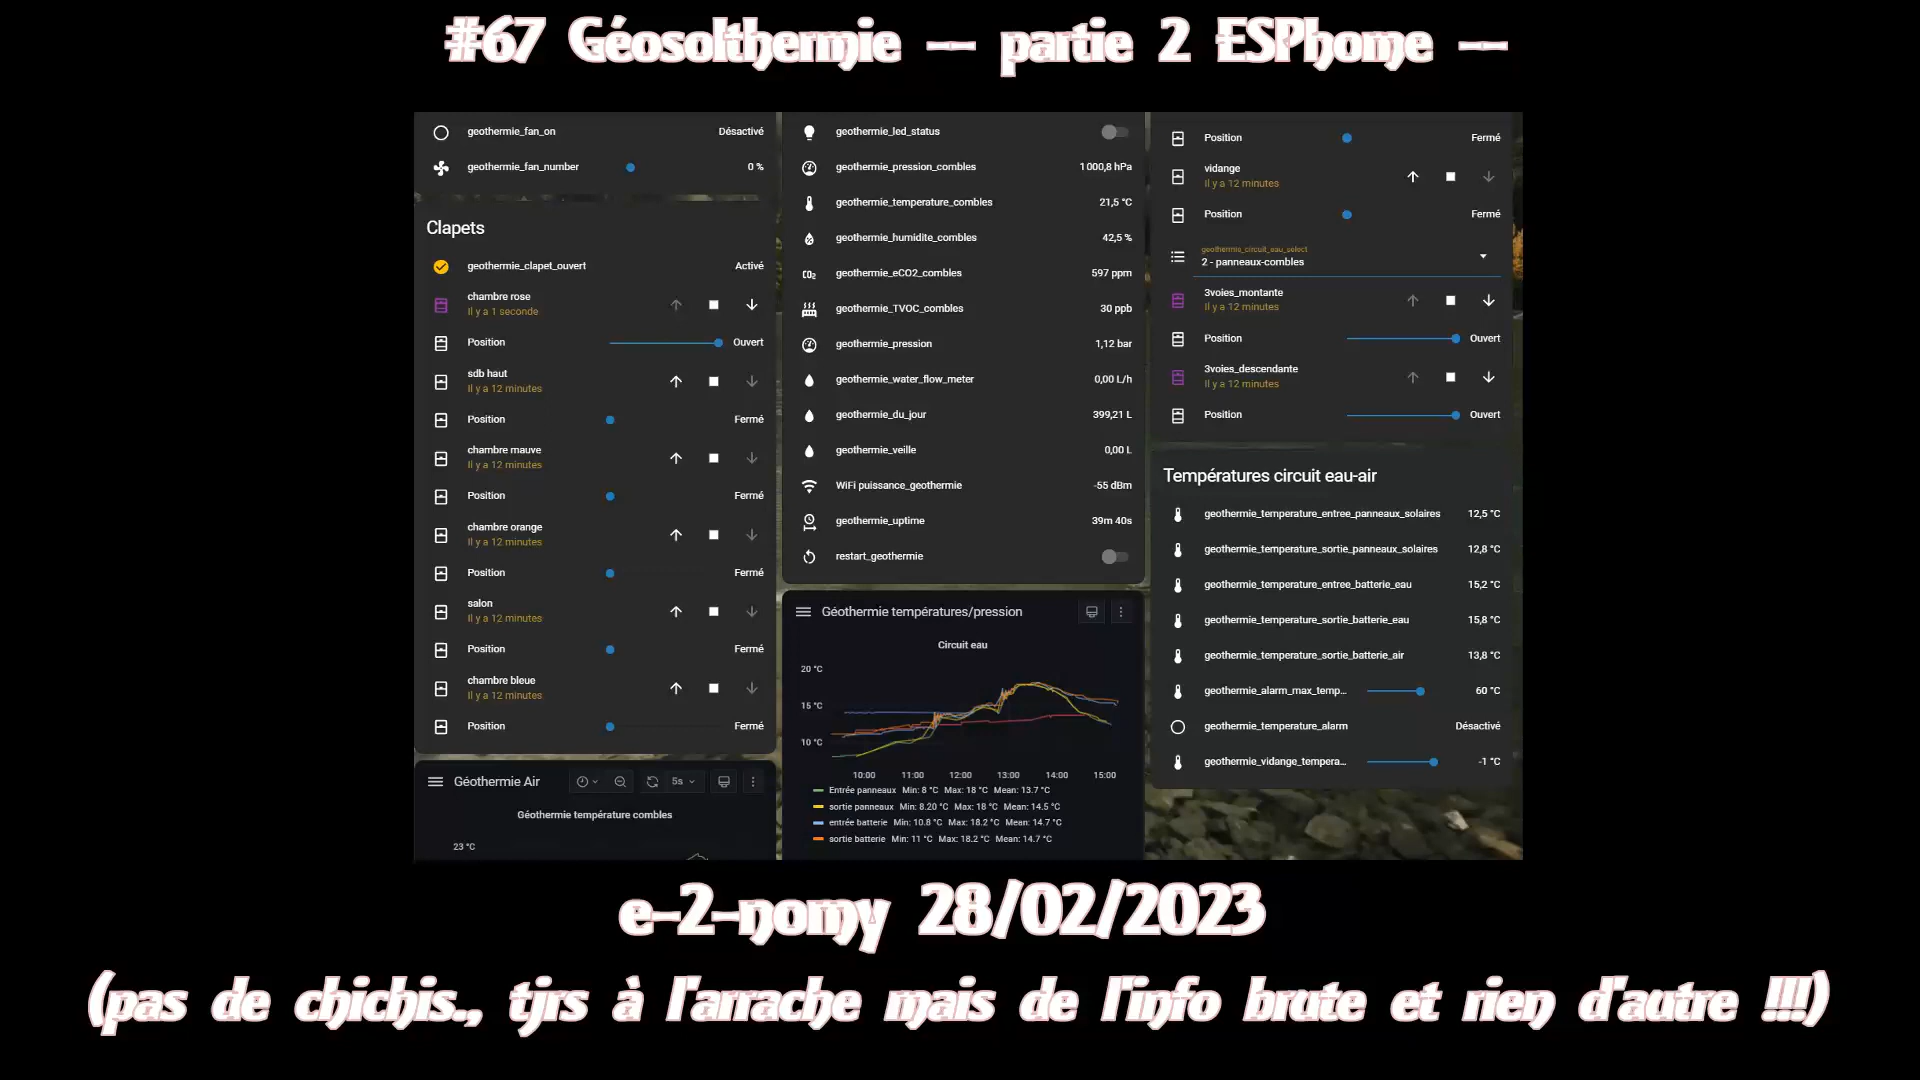 #67 Géosolthermie – partie 2 ESPhome –
geothermie_fan_on Désactivé
geothermie_fan_number 0 %
Clapets
geothermie_clapet_ouvert Activé
chambre rose
Il y a 1 seconde
Position Ouvert
sdb haut
Il y a 12 minutes
Position Fermé
chambre mauve
Il y a 12 minutes
Position Fermé
chambre orange
Il y a 12 minutes
Position Fermé
salon
Il y a 12 minutes
Position Fermé
chambre bleue
Il y a 12 minutes
Position Fermé
Géothermie Air 5s
Géothermie température combles
23 °C
geothermie_led_status
geothermie_pression_combles 1 000,8 hPa
geothermie_temperature_combles 21,5 °C
geothermie_humidite_combles 42,5 %
CO2 geothermie_eCO2_combles 597 ppm
geothermie_TVOC_combles 30 ppb
geothermie_pression 1,12 bar
geothermie_water_flow_meter 0,00 L/h
geothermie_du_jour 399,21 L
geothermie_veille 0,00 L
WiFi puissance_geothermie -55 dBm
geothermie_uptime 39m 40s
restart_geothermie
Géothermie températures/pression
Circuit eau
20 °C
15 °C
10 °C
10:00 11:00 12:00 13:00 14:00 15:00
Entrée panneaux Min: 8 °C Max: 18 °C Mean: 13.7 °C
sortie panneaux Min: 8.20 °C Max: 18 °C Mean: 14.5 °C
entrée batterie Min: 10.8 °C Max: 18.2 °C Mean: 14.7 °C
sortie batterie Min: 11 °C Max: 18.2 °C Mean: 14.7 °C
Position Fermé
vidange
Il y a 12 minutes
Position Fermé
geothermie_circuit_eau_select
2 - panneaux-combles
3voies_montante
Il y a 12 minutes
Position Ouvert
3voies_descendante
Il y a 12 minutes
Position Ouvert
Températures circuit eau-air
geothermie_temperature_entree_panneaux_solaires 12,5 °C
geothermie_temperature_sortie_panneaux_solaires 12,8 °C
geothermie_temperature_entree_batterie_eau 15,2 °C
geothermie_temperature_sortie_batterie_eau 15,8 °C
geothermie_temperature_sortie_batterie_air 13,8 °C
geothermie_alarm_max_temp... 60 °C
geothermie_temperature_alarm Désactivé
geothermie_vidange_tempera... -1 °C
e-2-nomy 28/02/2023
(pas de chichis., tjrs à l'arrache mais de l'info brute et rien d'autre !!!)